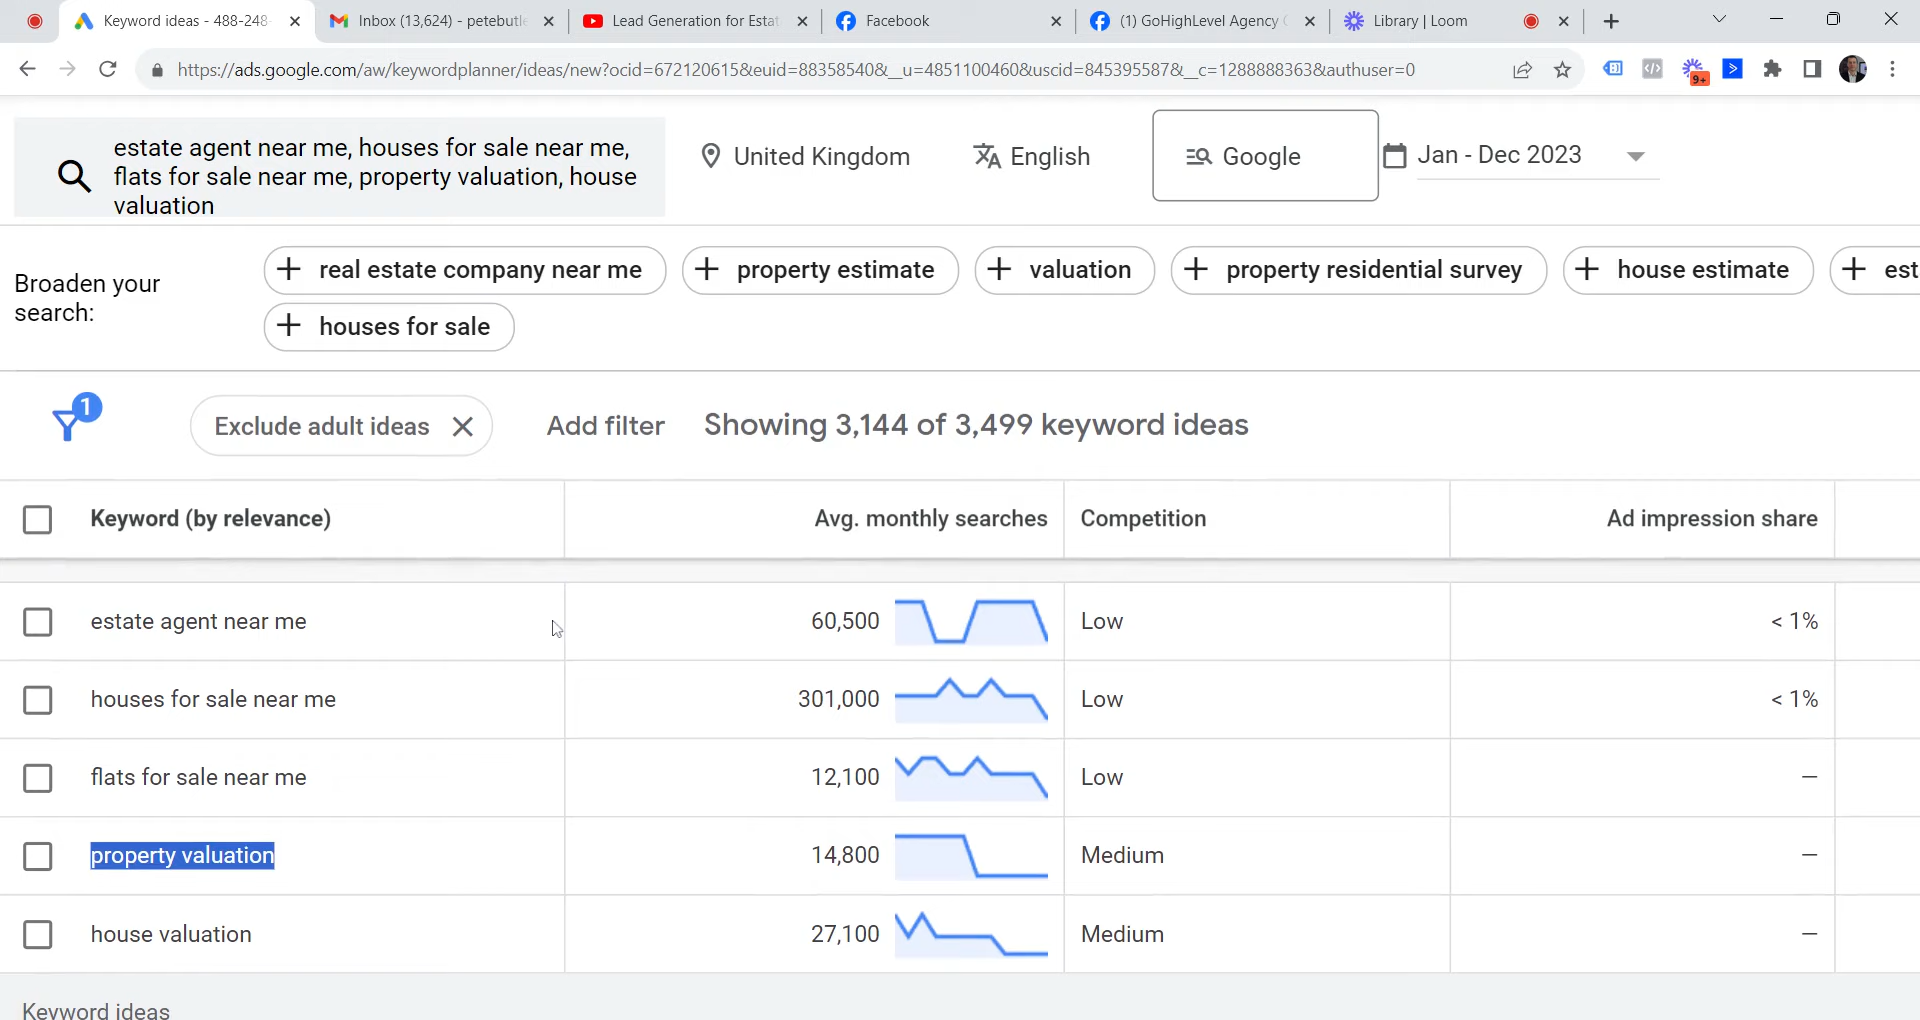 Keyword ideas - 488-248-
Inbox (13,624) - petebutle
Lead Generation for Estat
Facebook
(1) GoHighLevel Agency
Library | Loom
https://ads.google.com/aw/keywordplanner/ideas/new?ocid=672120615&euid=88358540&__u=4851100460&uscid=845395587&__c=1288888363&authuser=0
9+
estate agent near me, houses for sale near me,
flats for sale near me, property valuation, house
valuation
United Kingdom
English
Google
Jan - Dec 2023
Broaden your
search:
real estate company near me
property estimate
valuation
property residential survey
house estimate
est
houses for sale
1
Exclude adult ideas
Add filter
Showing 3,144 of 3,499 keyword ideas
Keyword (by relevance)
Avg. monthly searches
Competition
Ad impression share
estate agent near me
60,500
Low
< 1%
houses for sale near me
301,000
Low
< 1%
flats for sale near me
12,100
Low
–
property valuation
14,800
Medium
–
house valuation
27,100
Medium
–
Keyword ideas